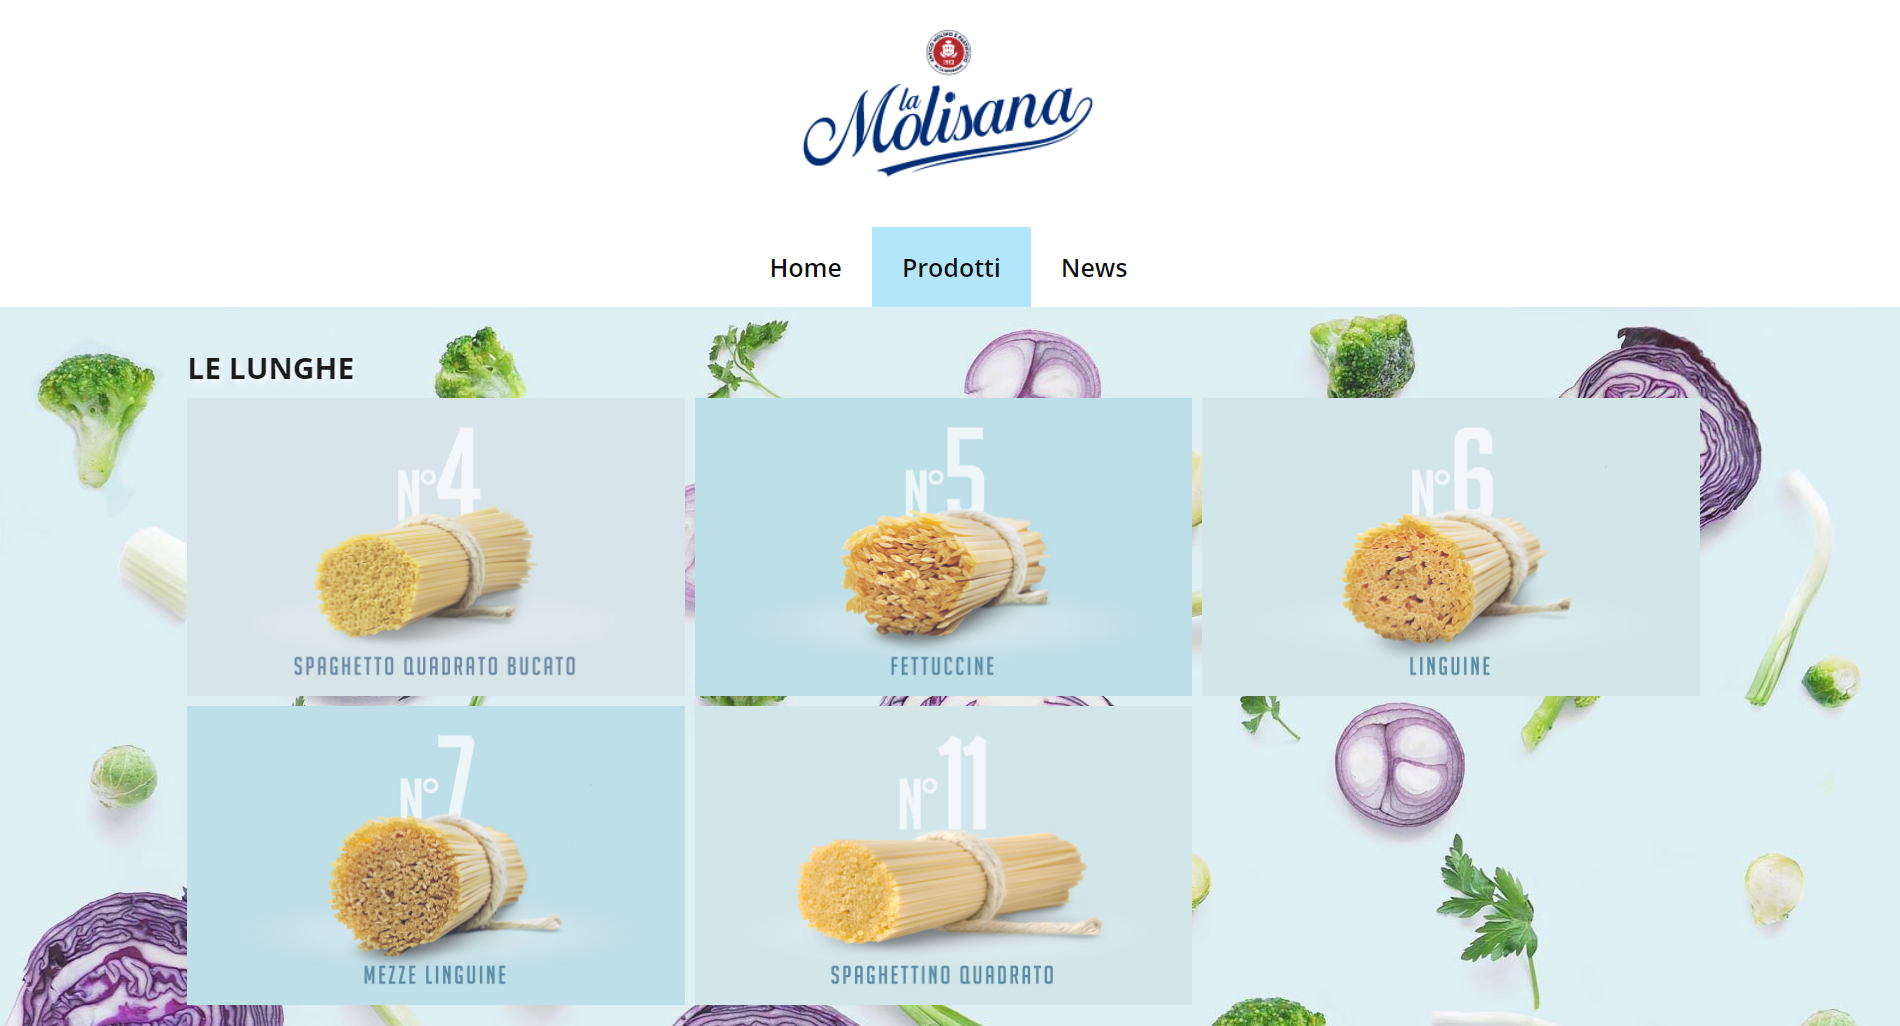 la
Molisana
Home
Prodotti
News
LE LUNGHE
N°4
SPAGHETTO QUADRATO BUCATO
N°5
FETTUCCINE
N°6
LINGUINE
N°7
MEZZE LINGUINE
N°11
SPAGHETTINO QUADRATO